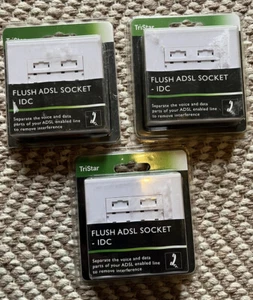 TriStar
FLUSH ADSL SOCKET
- IDC
Separate the voice and data
parts of your ADSL enabled line
to remove interference
TriStar
FLUSH ADSL SOCKET
- IDC
Separate the voice and data
parts of your ADSL enabled line
to remove interference
TriStar
FLUSH ADSL SOCKET
- IDC
Separate the voice and data
parts of your ADSL enabled line
to remove interference